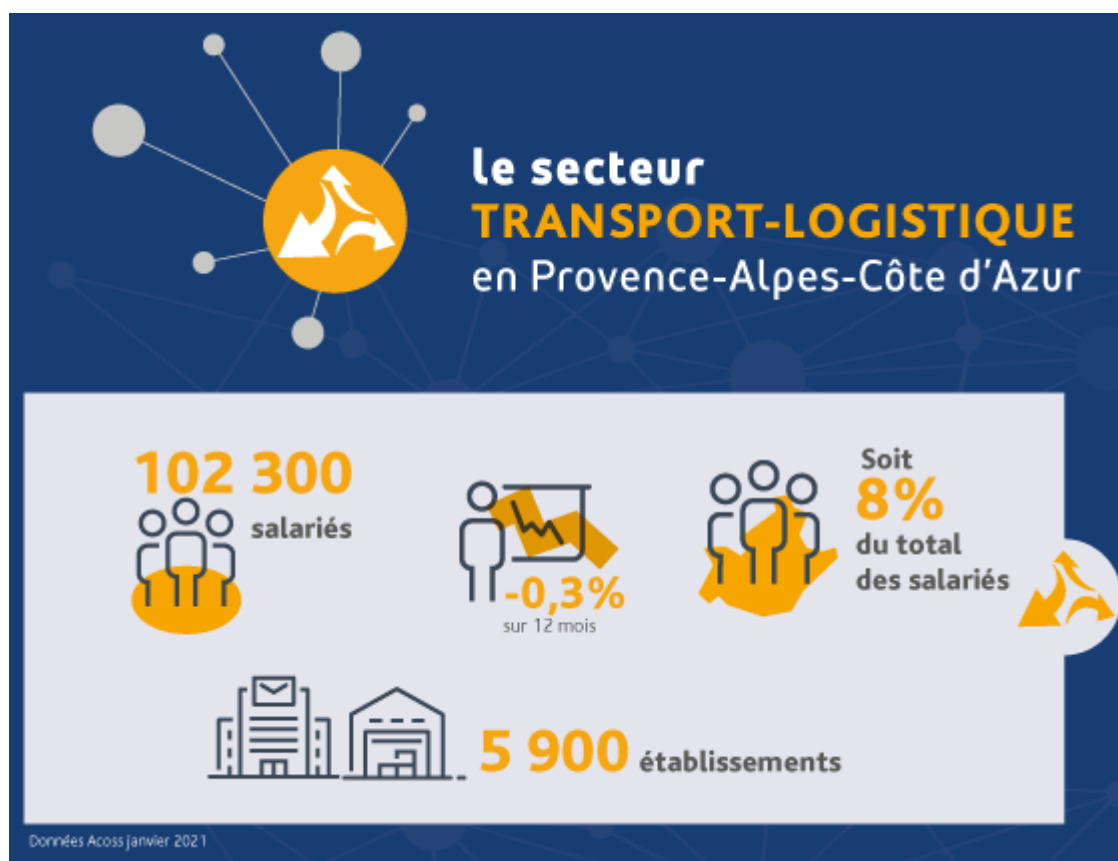 le secteur
TRANSPORT-LOGISTIQUE
en Provence-Alpes-Côte d'Azur
102 300
salariés
-0,3%
sur 12 mois
Soit
8%
du total
des salariés
5 900 établissements
Données Acoss janvier 2021